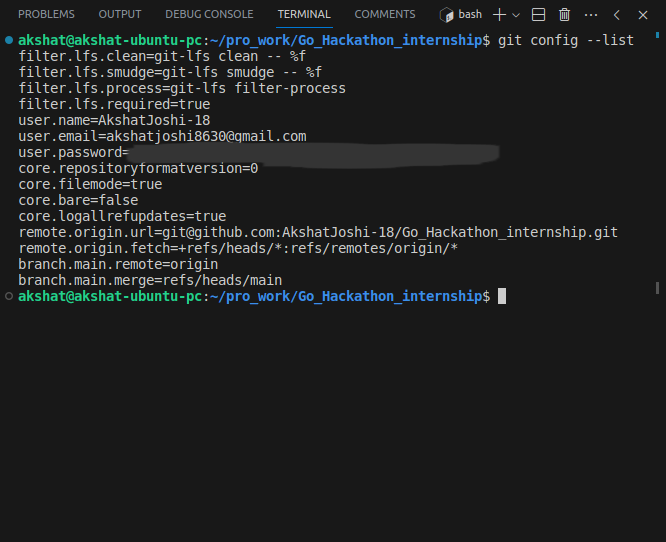 PROBLEMS OUTPUT DEBUG CONSOLE TERMINAL COMMENTS bash
akshat@akshat-ubuntu-pc:~/pro_work/Go_Hackathon_internship$ git config --list
filter.lfs.clean=git-lfs clean -- %f
filter.lfs.smudge=git-lfs smudge -- %f
filter.lfs.process=git-lfs filter-process
filter.lfs.required=true
user.name=AkshatJoshi-18
user.email=akshatjoshi8630@gmail.com
user.password=
core.repositoryformatversion=0
core.filemode=true
core.bare=false
core.logallrefupdates=true
remote.origin.url=git@github.com:AkshatJoshi-18/Go_Hackathon_internship.git
remote.origin.fetch=+refs/heads/*:refs/remotes/origin/*
branch.main.remote=origin
branch.main.merge=refs/heads/main
akshat@akshat-ubuntu-pc:~/pro_work/Go_Hackathon_internship$